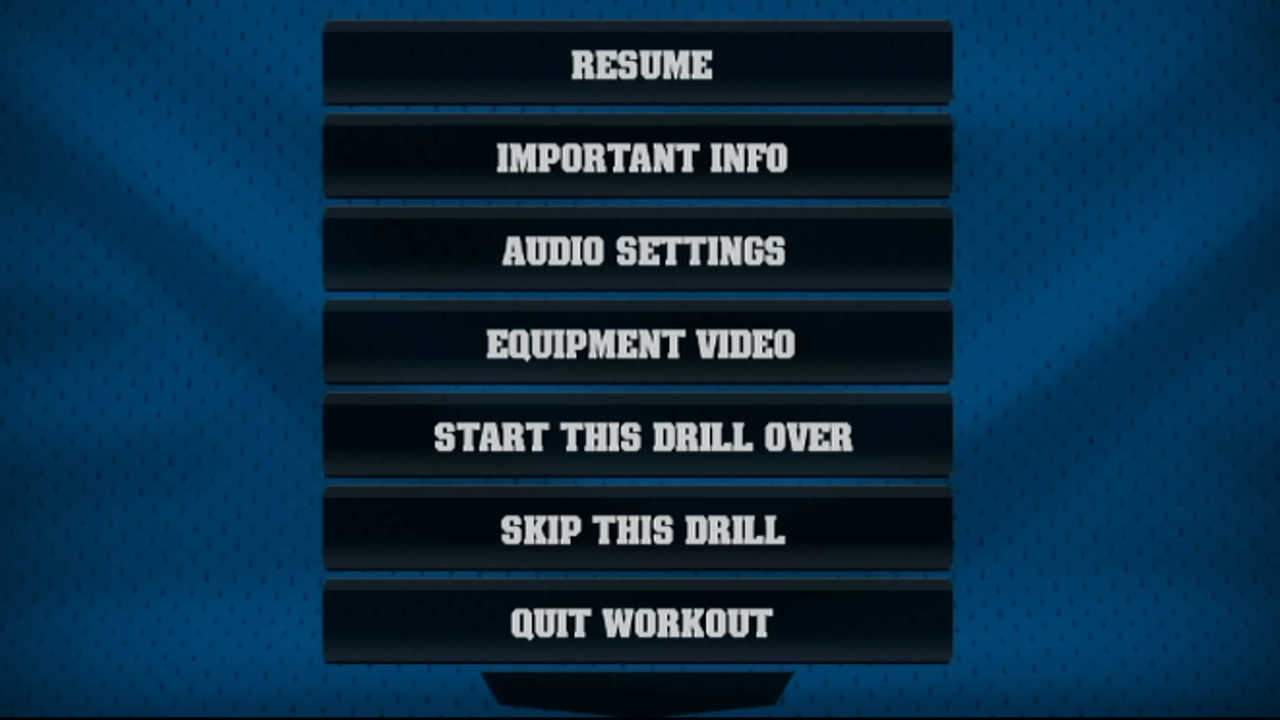 RESUME
IMPORTANT INFO
AUDIO SETTINGS
EQUIPMENT VIDEO
START THIS DRILL OVER
SKIP THIS DRILL
QUIT WORKOUT